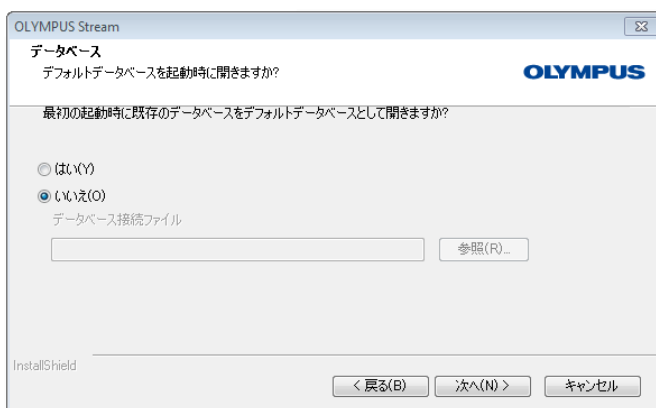 OLYMPUS Stream
データベース
デフォルトデータベースを起動時に開きますか?
OLYMPUS
最初の起動時に既存のデータベースをデフォルトデータベースとして開きますか?
はい(Y)
いいえ(O)
データベース接続ファイル
参照(R)...
InstallShield
< 戻る(B)
次へ(N) >
キャンセル